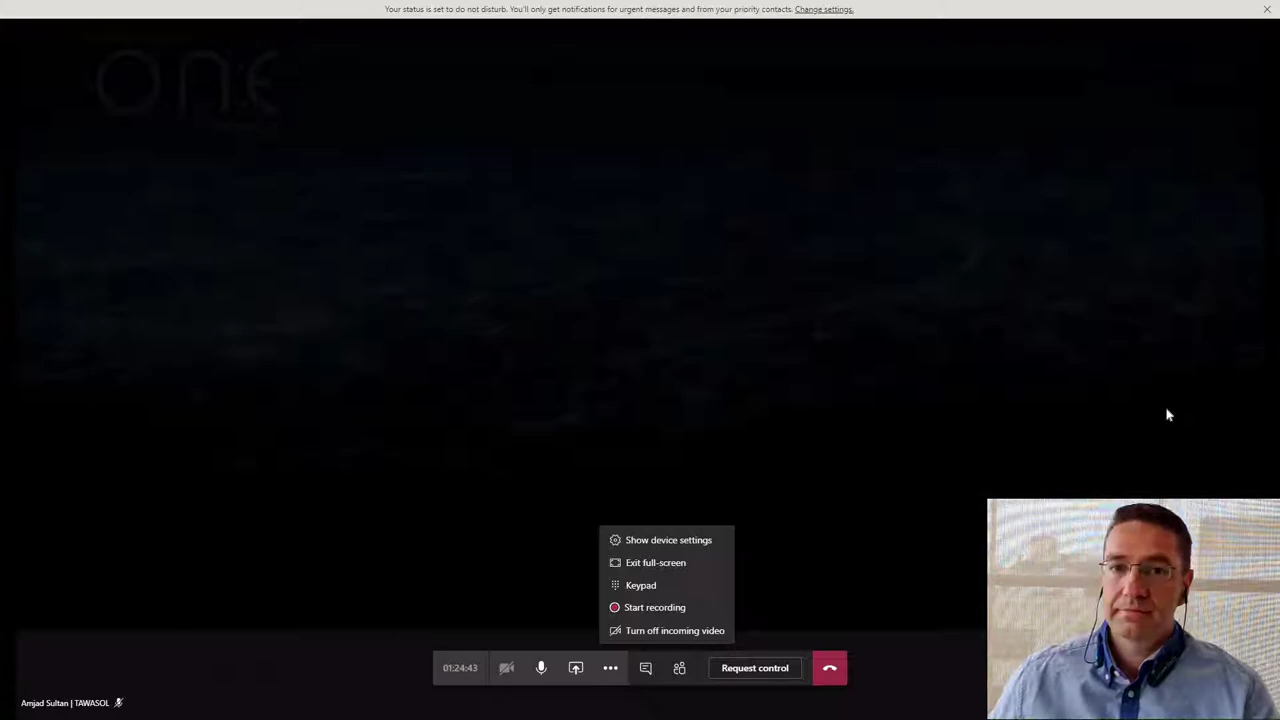 Your status is set to do not disturb. You'll only get notifications for urgent messages and from your priority contacts. Change settings.
ONE
Show device settings
Exit full-screen
Keypad
Start recording
Turn off incoming video
01:24:43
Request control
Amjad Sultan | TAWASOL